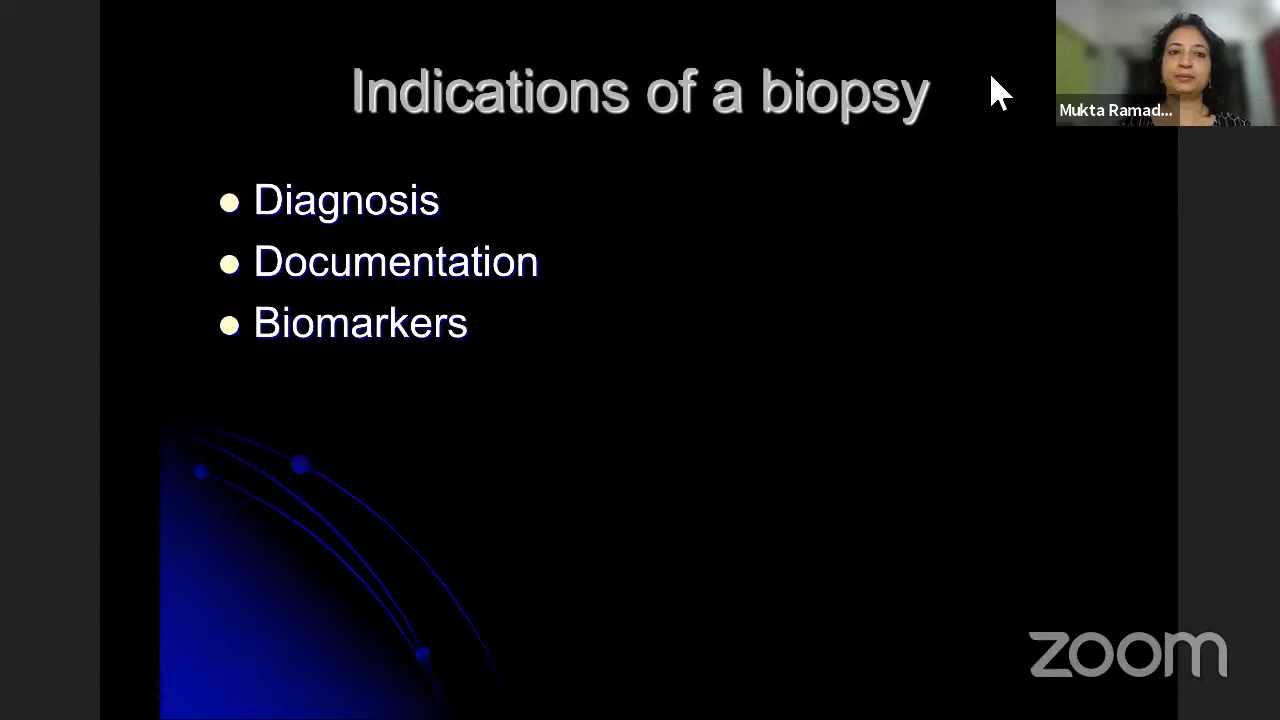 Indications of a biopsy
Mukta Ramad...
Diagnosis
Documentation
Biomarkers
zoom